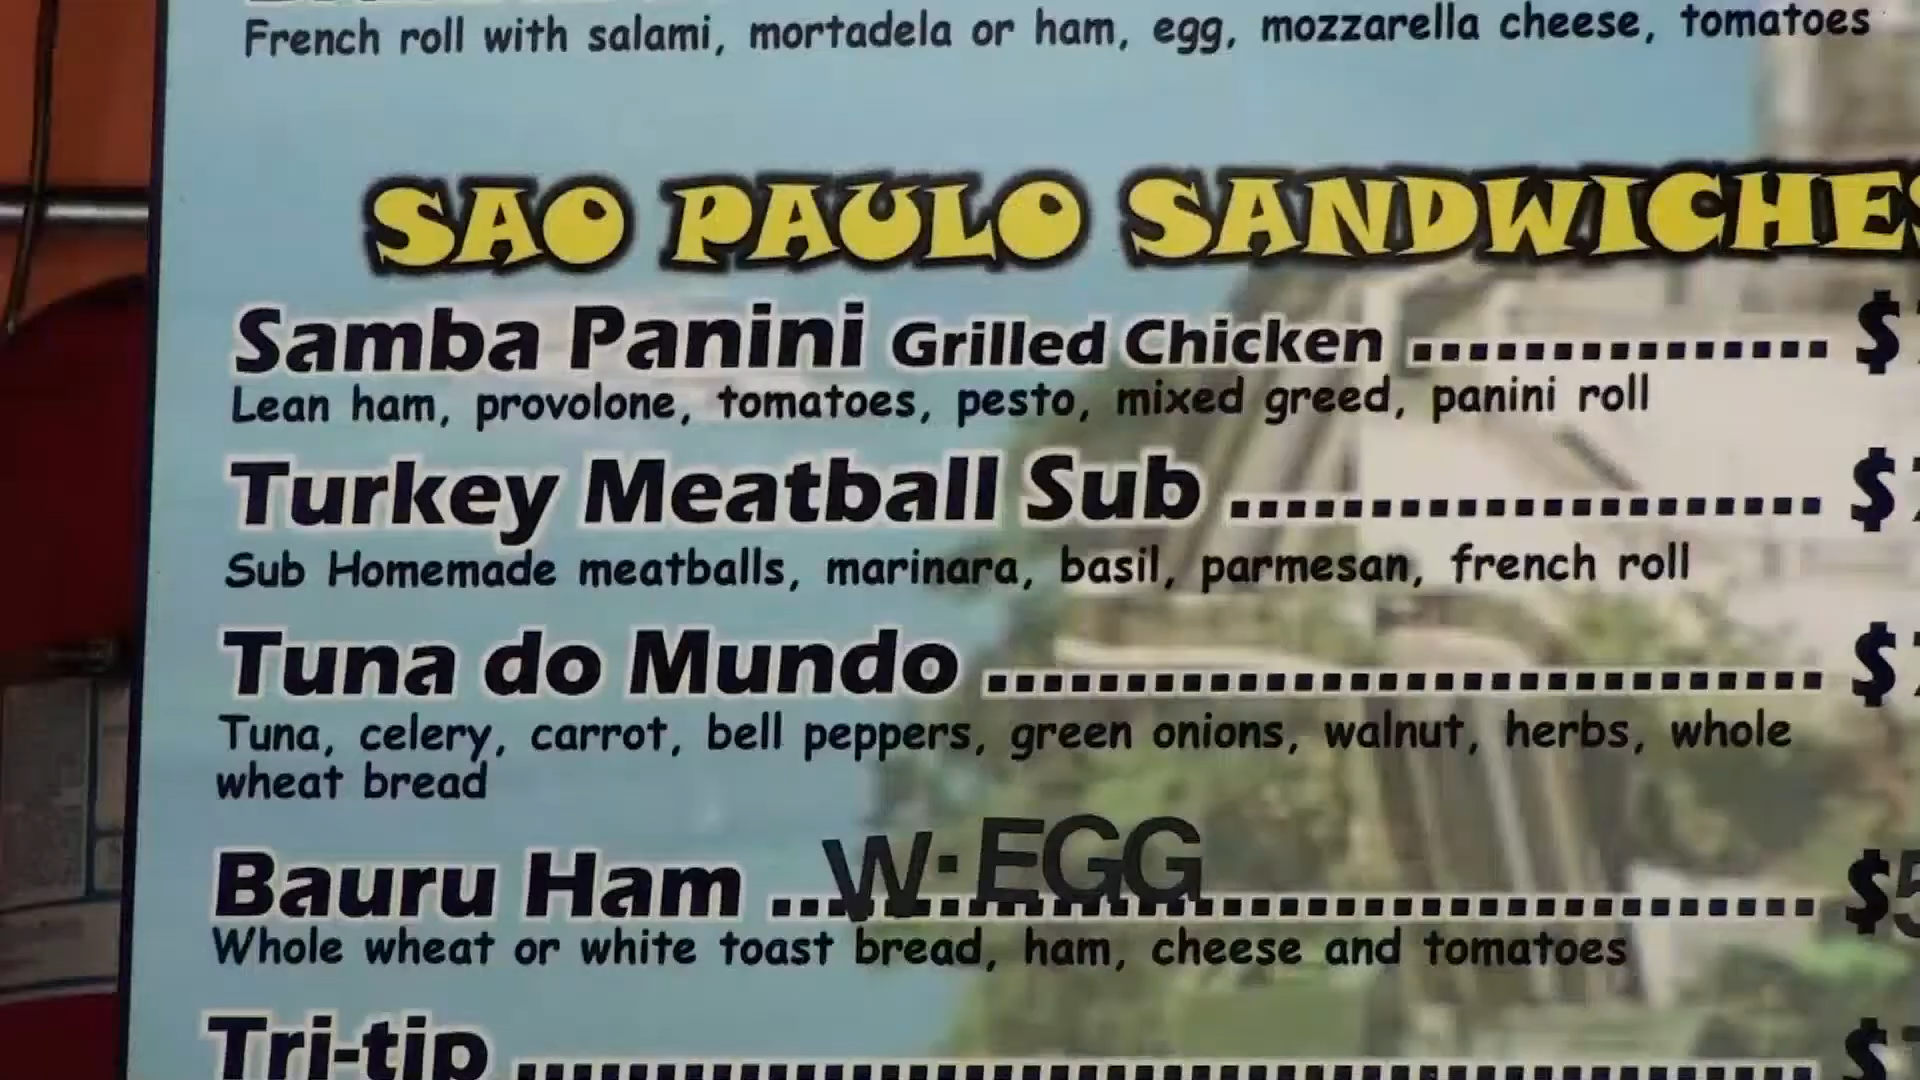 French roll with salami, mortadela or ham, egg, mozzarella cheese, tomatoes
SAO PAULO SANDWICHES
Samba Panini Grilled Chicken ............... $
Lean ham, provolone, tomatoes, pesto, mixed greed, panini roll
Turkey Meatball Sub ..................... $
Sub Homemade meatballs, marinara, basil, parmesan, french roll
Tuna do Mundo .............................. $
Tuna, celery, carrot, bell peppers, green onions, walnut, herbs, whole
wheat bread
Bauru Ham ... W·EGG ...................... $5
Whole wheat or white toast bread, ham, cheese and tomatoes
Tri-tip .............................................. $